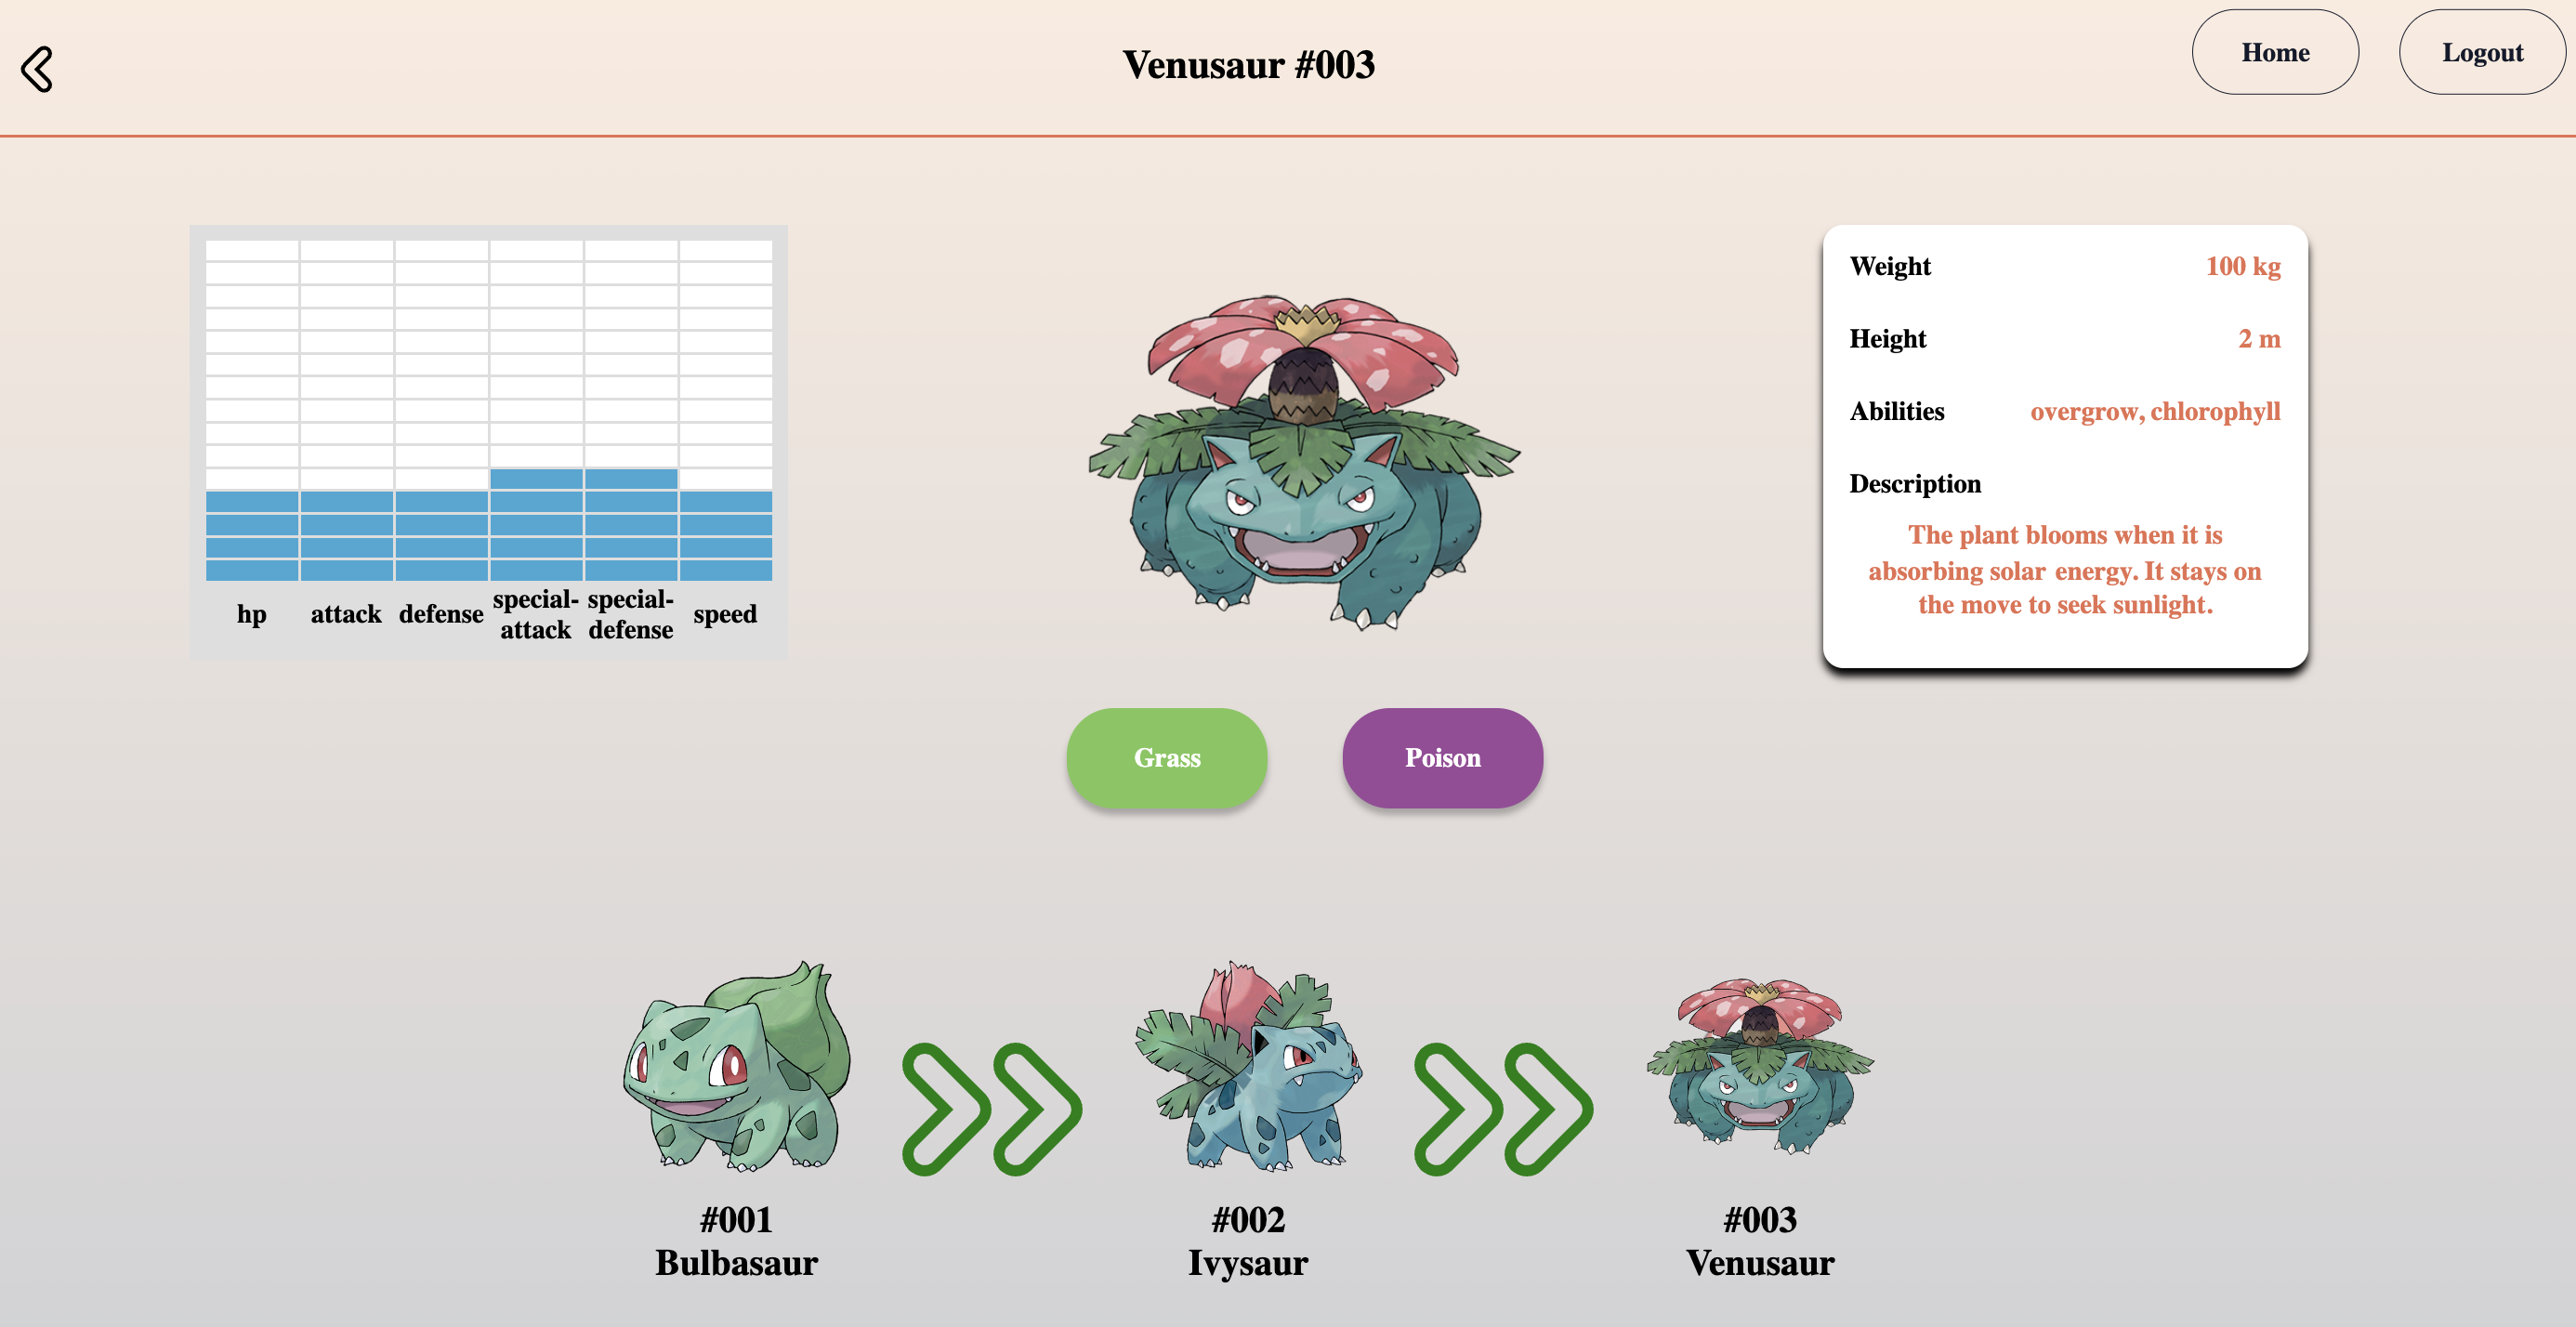 Venusaur #003
Home
Logout
hp
attack
defense
special-
attack
special-
defense
speed
Weight
100 kg
Height
2 m
Abilities
overgrow, chlorophyll
Description
The plant blooms when it is
absorbing solar energy. It stays on
the move to seek sunlight.
Grass
Poison
#001
Bulbasaur
#002
Ivysaur
#003
Venusaur